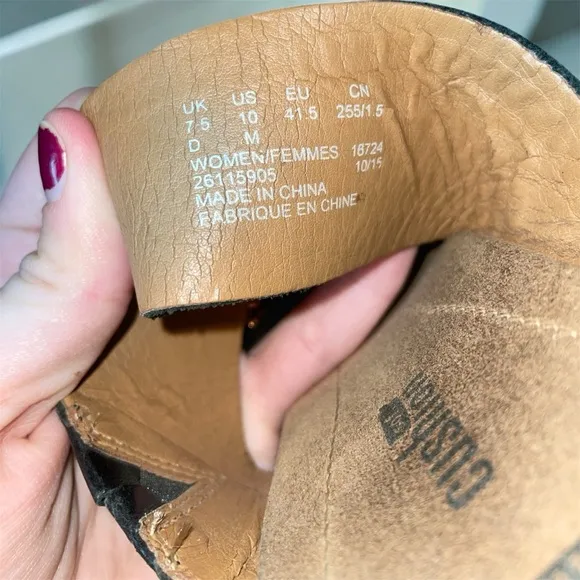 UK US EU CN
7.5 10 41.5 255/1.5
D M
WOMEN/FEMMES 18724
26115905 10/15
MADE IN CHINA
FABRIQUE EN CHINE
cushion